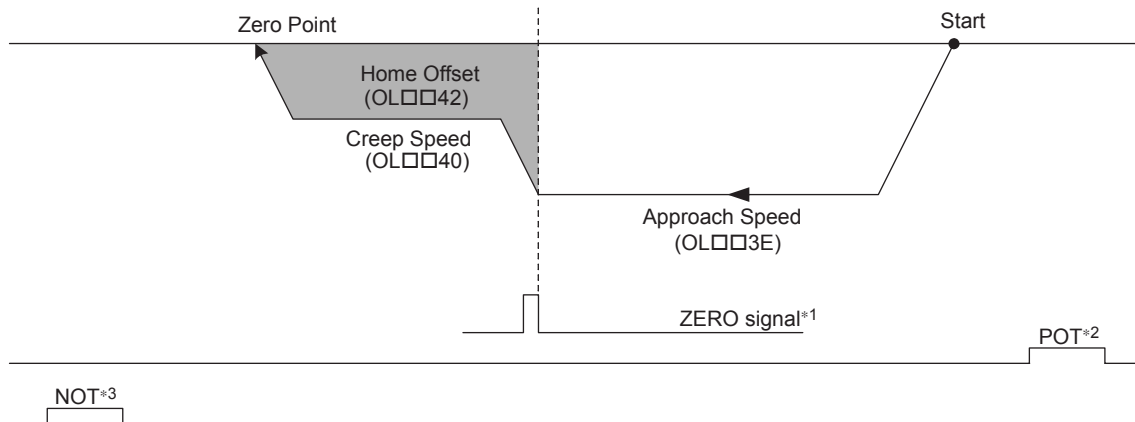 Zero Point
Start
Home Offset
(OL□□42)
Creep Speed
(OL□□40)
Approach Speed
(OL□□3E)
ZERO signal*1
POT*2
NOT*3